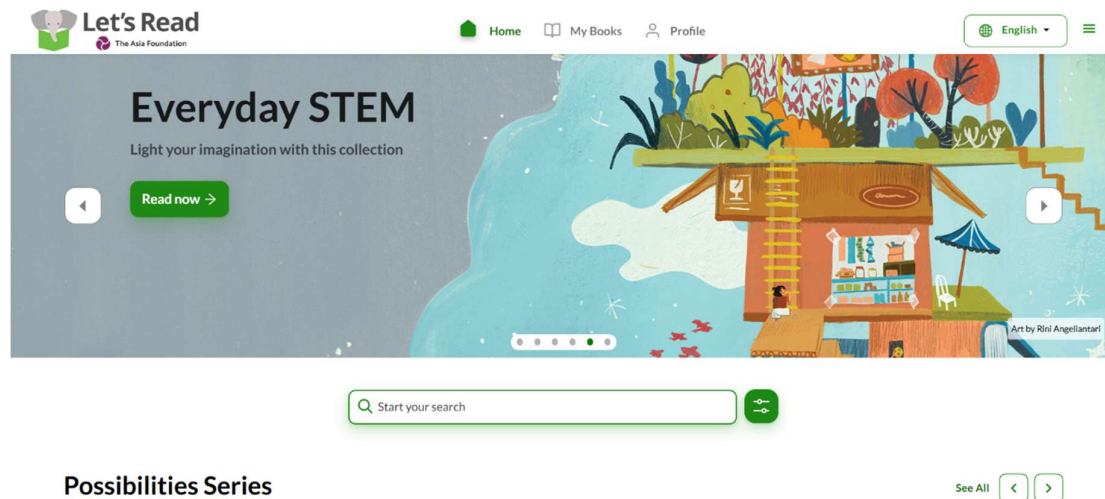 Let's Read
The Asia Foundation
Home
My Books
Profile
English
Everyday STEM
Light your imagination with this collection
Read now
Art by Rini Angeliantari
Start your search
Possibilities Series
See All